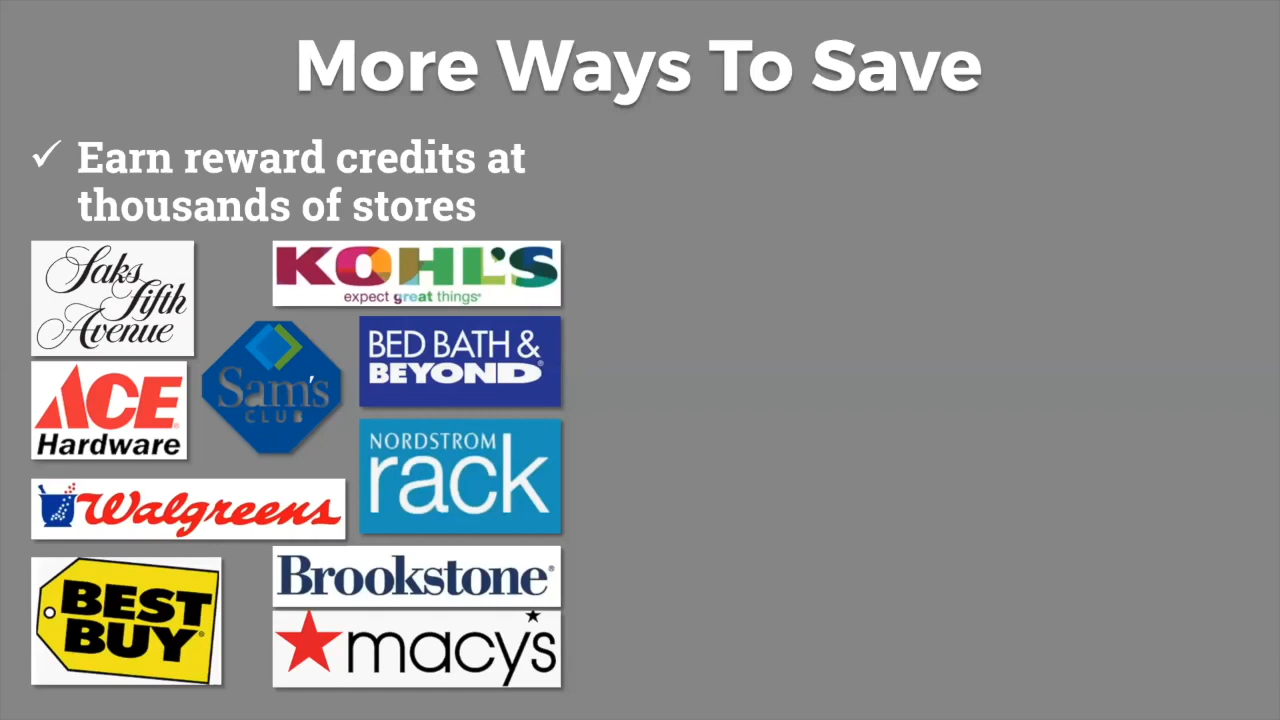 More Ways To Save
✓ Earn reward credits at
thousands of stores
Saks
Fifth
Avenue
KOHL'S
expect great things®
Sam's
CLUB
BED BATH &
BEYOND®
ACE
Hardware
NORDSTROM
rack
Walgreens
Brookstone®
BEST
BUY®
macy's